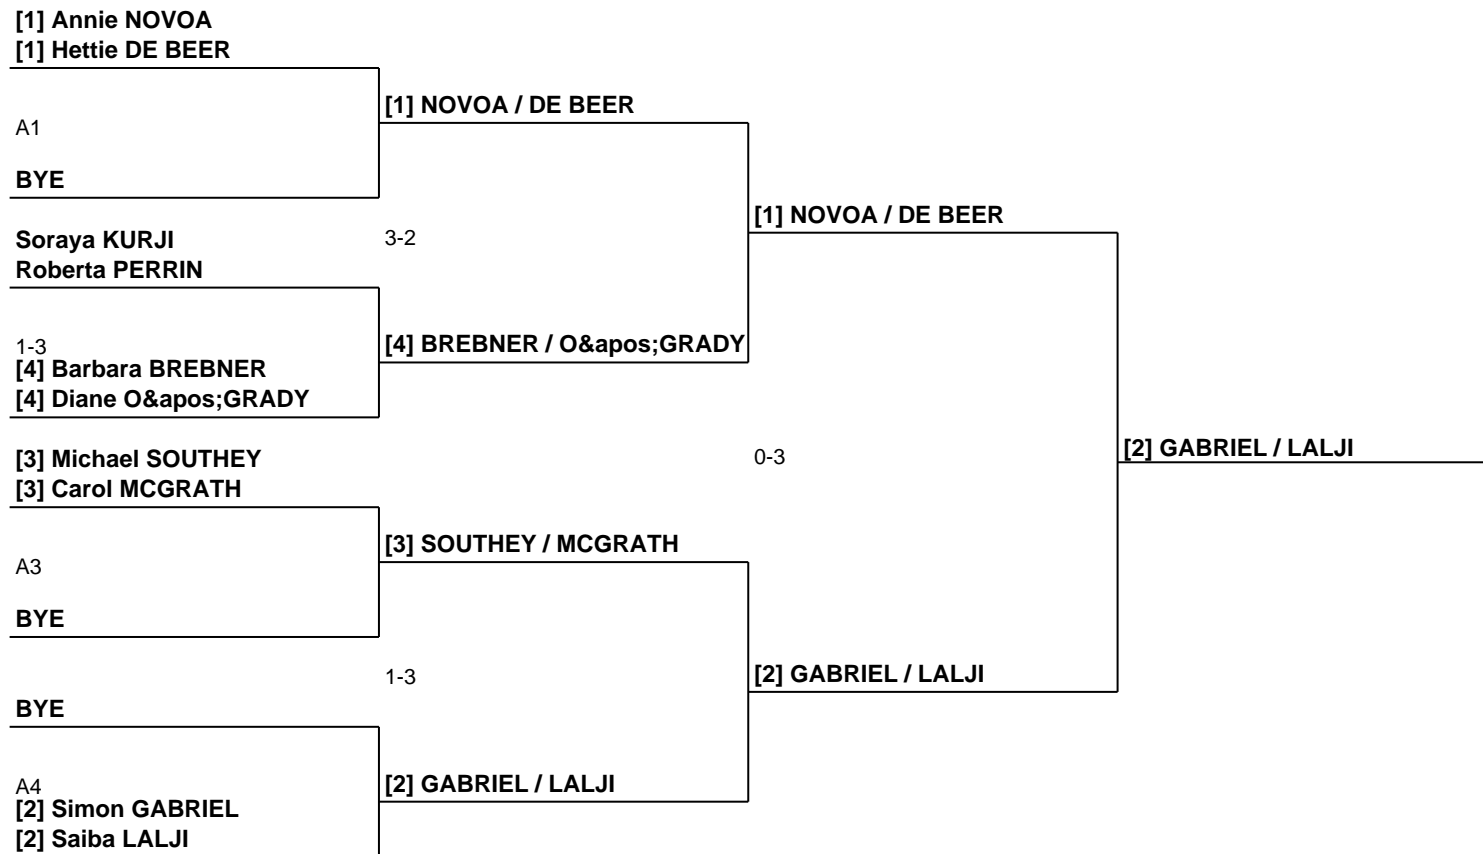 [1] Annie NOVOA
[1] Hettie DE BEER
[1] NOVOA / DE BEER
A1
BYE
[1] NOVOA / DE BEER
Soraya KURJI
3-2
Roberta PERRIN
1-3
[4] BREBNER / O&apos;GRADY
[4] Barbara BREBNER
[4] Diane O&apos;GRADY
[3] Michael SOUTHEY
0-3
[2] GABRIEL / LALJI
[3] Carol MCGRATH
[3] SOUTHEY / MCGRATH
A3
BYE
1-3
[2] GABRIEL / LALJI
BYE
A4
[2] GABRIEL / LALJI
[2] Simon GABRIEL
[2] Saiba LALJI